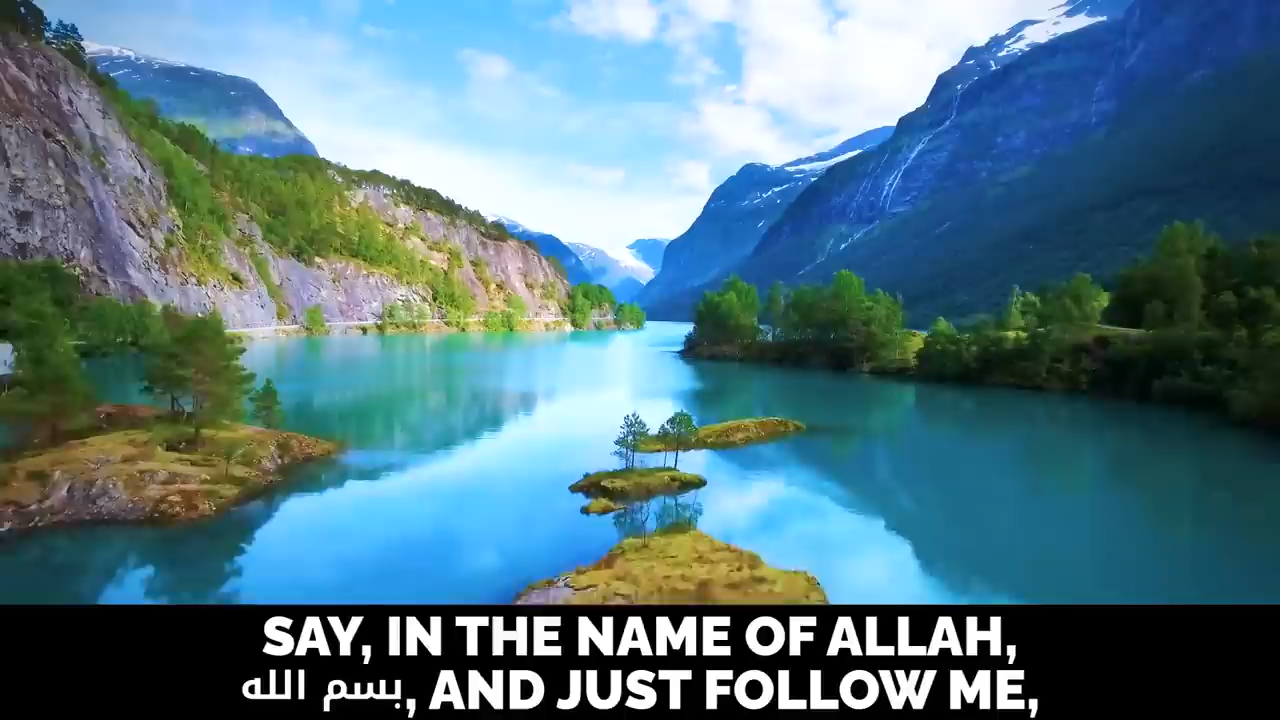 SAY, IN THE NAME OF ALLAH,
بسم الله, AND JUST FOLLOW ME,